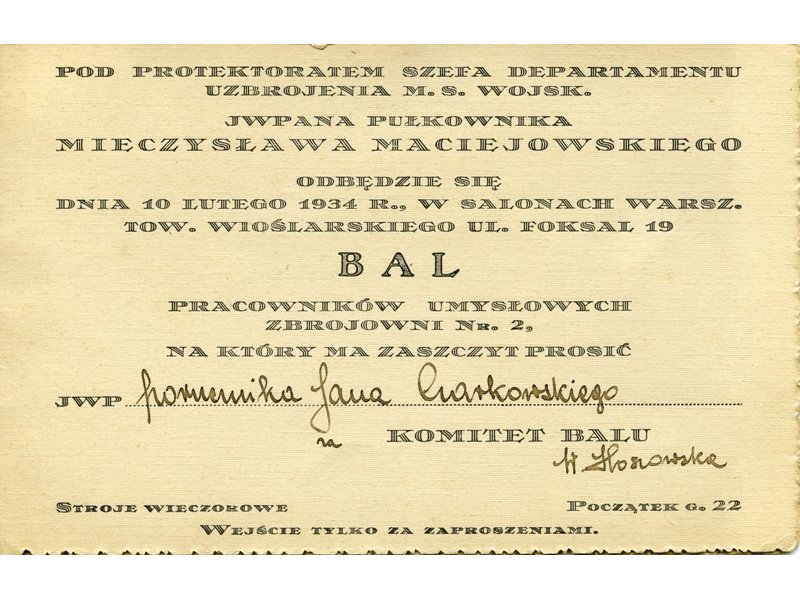 POD PROTEKTORATEM SZEFA DEPARTAMENTU
UZBROJENIA M. S. WOJSK.
JWPANA PUŁKOWNIKA
MIECZYSŁAWA MACIEJOWSKIEGO
ODBĘDZIE SIĘ
DNIA 10 LUTEGO 1934 R., W SALONACH WARSZ.
TOW. WIOŚLARSKIEGO UL. FOKSAL 19
BAL
PRACOWNIKÓW UMYSŁOWYCH
ZBROJOWNI NR. 2,
NA KTÓRY MA ZASZCZYT PROSIĆ
JWP porucznika Jana Ciarkowskiego
za KOMITET BALU
STROJE WIECZOROWE
POCZĄTEK G. 22
WEJŚCIE TYLKO ZA ZAPROSZENIAMI.